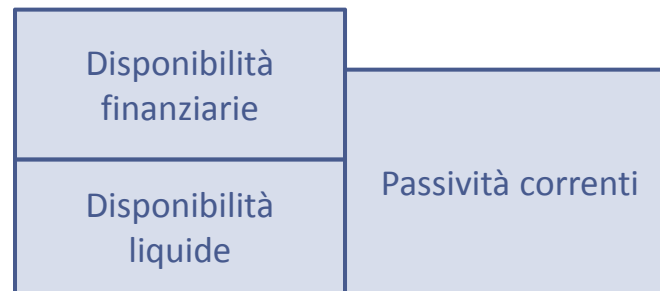 Disponibilità
finanziarie
Disponibilità
liquide
Passività correnti